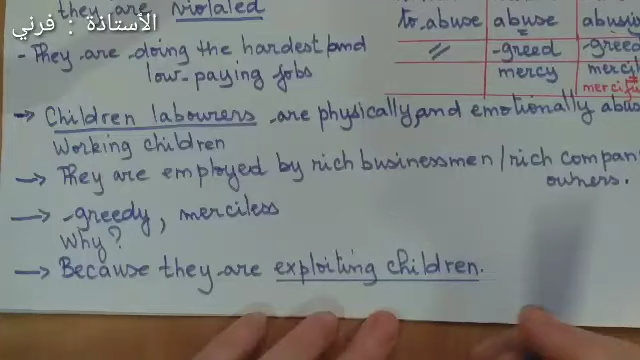 الأستاذة : فرني
they are violated
- They are doing the hardest and
low-paying jobs
to abuse abuse
// greed
mercy
→ Children labourers are physically and emotionally
working children
→ They are employed by rich businessmen / rich
owners.
→ greedy, merciless
Why?
→ Because they are exploiting children.